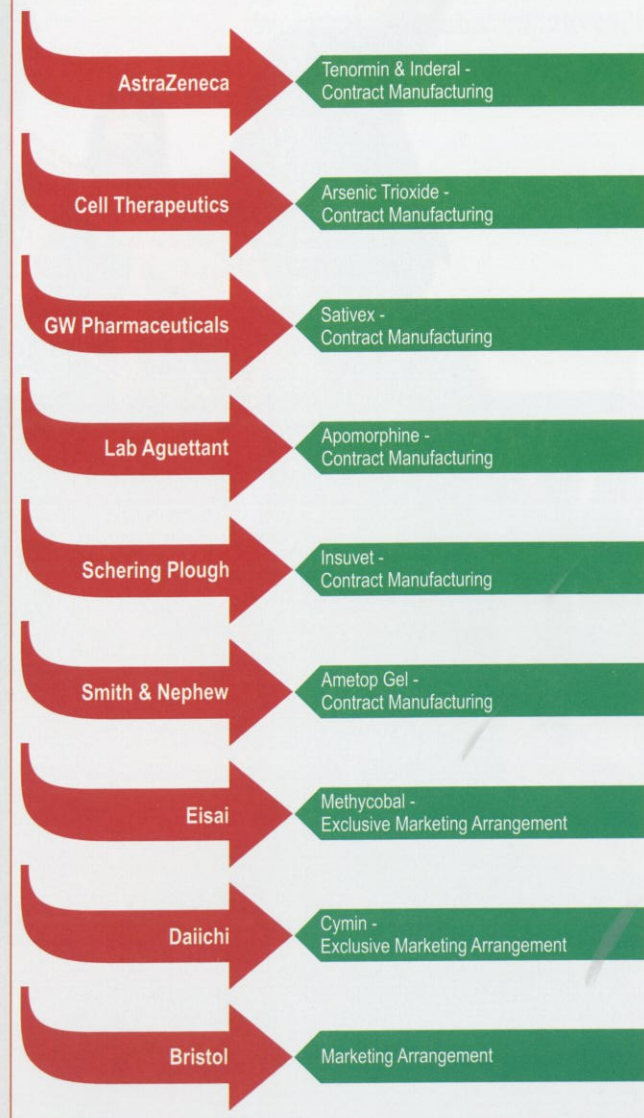 AstraZeneca
Tenormin & Inderal -
Contract Manufacturing
Cell Therapeutics
Arsenic Trioxide -
Contract Manufacturing
GW Pharmaceuticals
Sativex -
Contract Manufacturing
Lab Aguettant
Apomorphine -
Contract Manufacturing
Schering Plough
Insuvet -
Contract Manufacturing
Smith & Nephew
Ametop Gel -
Contract Manufacturing
Eisai
Methycobal -
Exclusive Marketing Arrangement
Daiichi
Cymin -
Exclusive Marketing Arrangement
Bristol
Marketing Arrangement